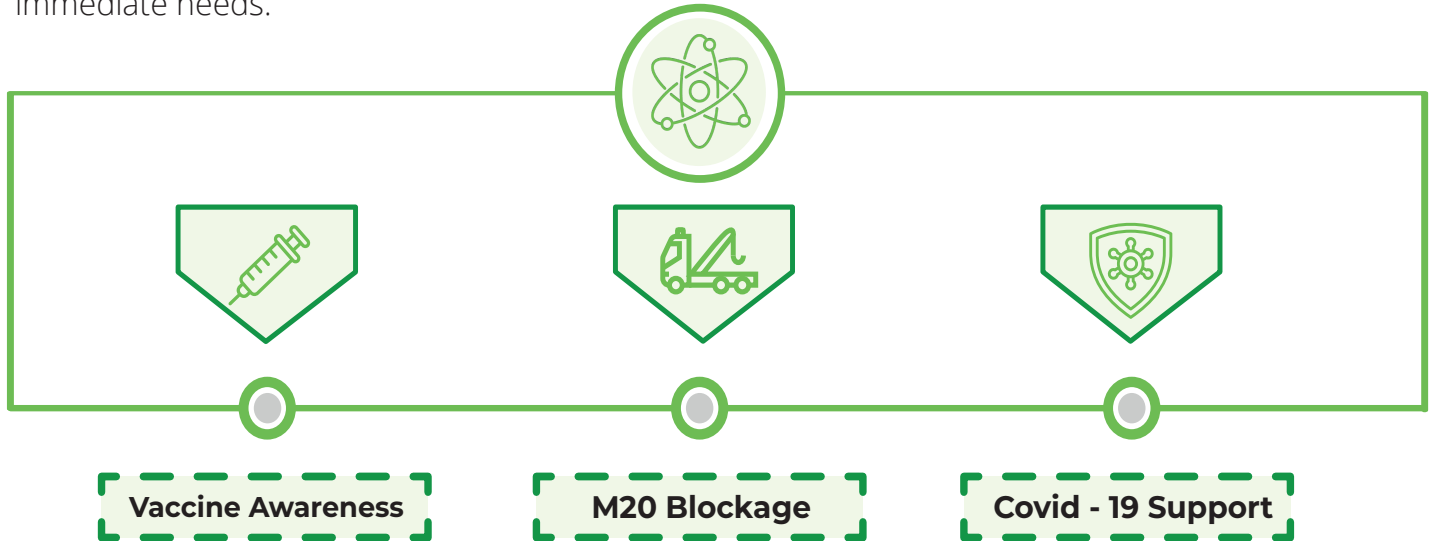 immediate needs.
Vaccine Awareness
M20 Blockage
Covid - 19 Support